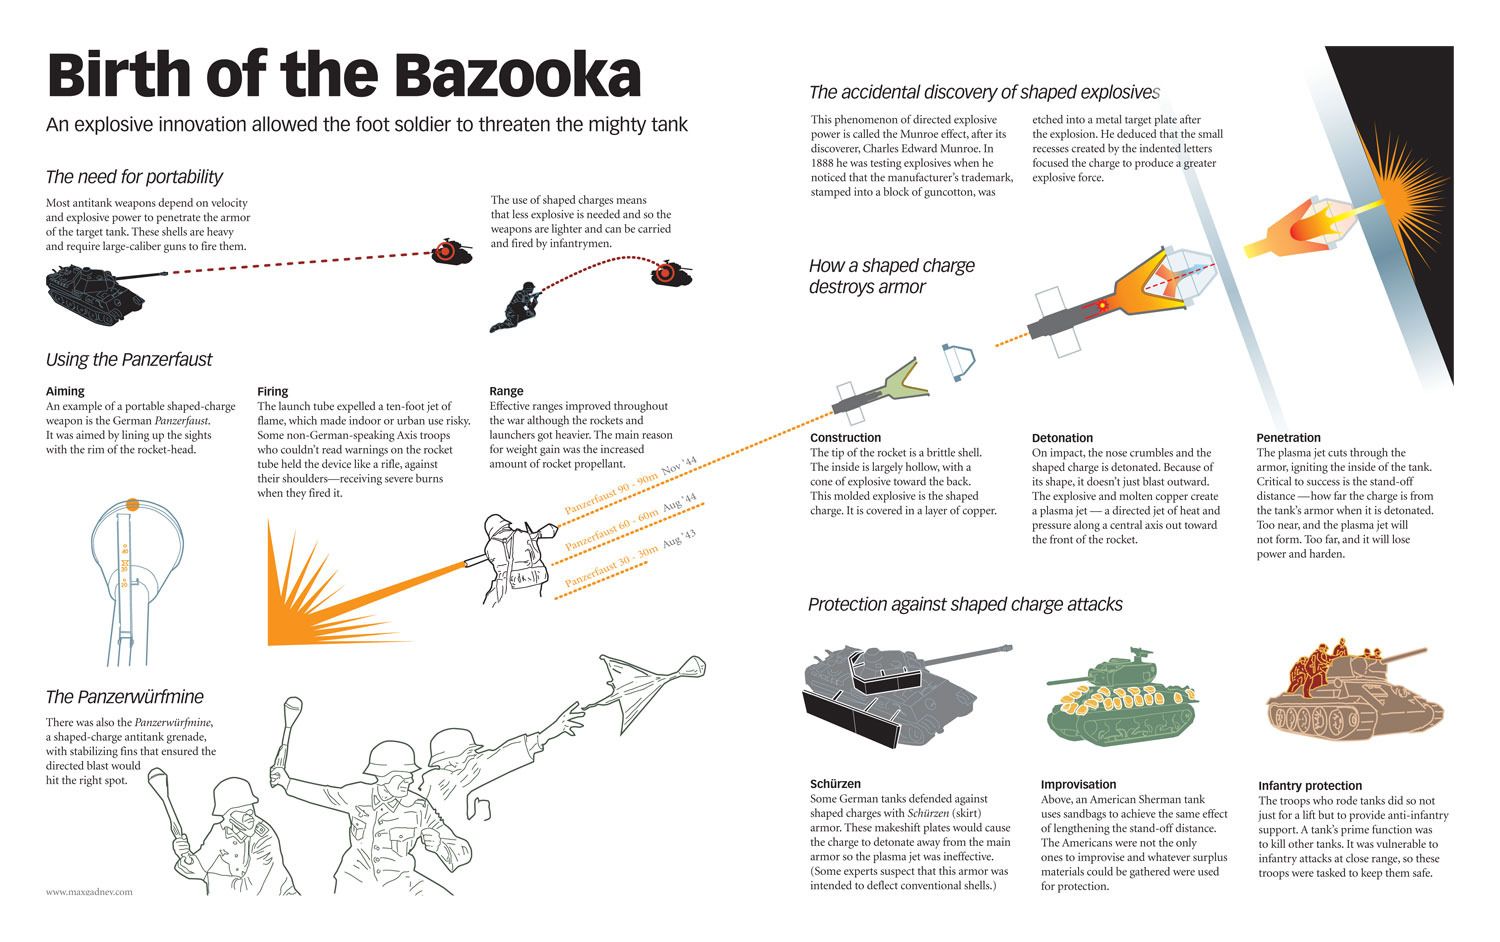 Birth of the Bazooka
An explosive innovation allowed the foot soldier to threaten the mighty tank
The need for portability
Most antitank weapons depend on velocity
and explosive power to penetrate the armor
of the target tank. These shells are heavy
and require large-caliber guns to fire them.
The use of shaped charges means
that less explosive is needed and so the
weapons are lighter and can be carried
and fired by infantrymen.
Using the Panzerfaust
Aiming
An example of a portable shaped-charge
weapon is the German Panzerfaust.
It was aimed by lining up the sights
with the rim of the rocket-head.
Firing
The launch tube expelled a ten-foot jet of
flame, which made indoor or urban use risky.
Some non-German-speaking Axis troops
who couldn't read warnings on the rocket
tube held the device like a rifle, against
their shoulders—receiving severe burns
when they fired it.
Range
Effective ranges improved throughout
the war although the rockets and
launchers got heavier. The main reason
for weight gain was the increased
amount of rocket propellant.
Panzerfaust 90 - 90m Nov '44
Panzerfaust 60 - 60m Aug '44
Panzerfaust 30 - 30m Aug '43
The Panzerwürfmine
There was also the Panzerwürfmine,
a shaped-charge antitank grenade,
with stabilizing fins that ensured the
directed blast would
hit the right spot.
www.maxgadney.com
The accidental discovery of shaped explosives
This phenomenon of directed explosive
power is called the Munroe effect, after its
discoverer, Charles Edward Munroe. In
1888 he was testing explosives when he
noticed that the manufacturer's trademark,
stamped into a block of guncotton, was
etched into a metal target plate after
the explosion. He deduced that the small
recesses created by the indented letters
focused the charge to produce a greater
explosive force.
How a shaped charge
destroys armor
Construction
The tip of the rocket is a brittle shell.
The inside is largely hollow, with a
cone of explosive toward the back.
This molded explosive is the shaped
charge. It is covered in a layer of copper.
Detonation
On impact, the nose crumbles and the
shaped charge is detonated. Because of
its shape, it doesn't just blast outward.
The explosive and molten copper create
a plasma jet — a directed jet of heat and
pressure along a central axis out toward
the front of the rocket.
Penetration
The plasma jet cuts through the
armor, igniting the inside of the tank.
Critical to success is the stand-off
distance — how far the charge is from
the tank's armor when it is detonated.
Too near, and the plasma jet will
not form. Too far, and it will lose
power and harden.
Protection against shaped charge attacks
Schürzen
Some German tanks defended against
shaped charges with Schürzen (skirt)
armor. These makeshift plates would cause
the charge to detonate away from the main
armor so the plasma jet was ineffective.
(Some experts suspect that this armor was
intended to deflect conventional shells.)
Improvisation
Above, an American Sherman tank
uses sandbags to achieve the same effect
of lengthening the stand-off distance.
The Americans were not the only
ones to improvise and whatever surplus
materials could be gathered were used
for protection.
Infantry protection
The troops who rode tanks did so not
just for a lift but to provide anti-infantry
support. A tank's prime function was
to kill other tanks. It was vulnerable to
infantry attacks at close range, so these
troops were tasked to keep them safe.